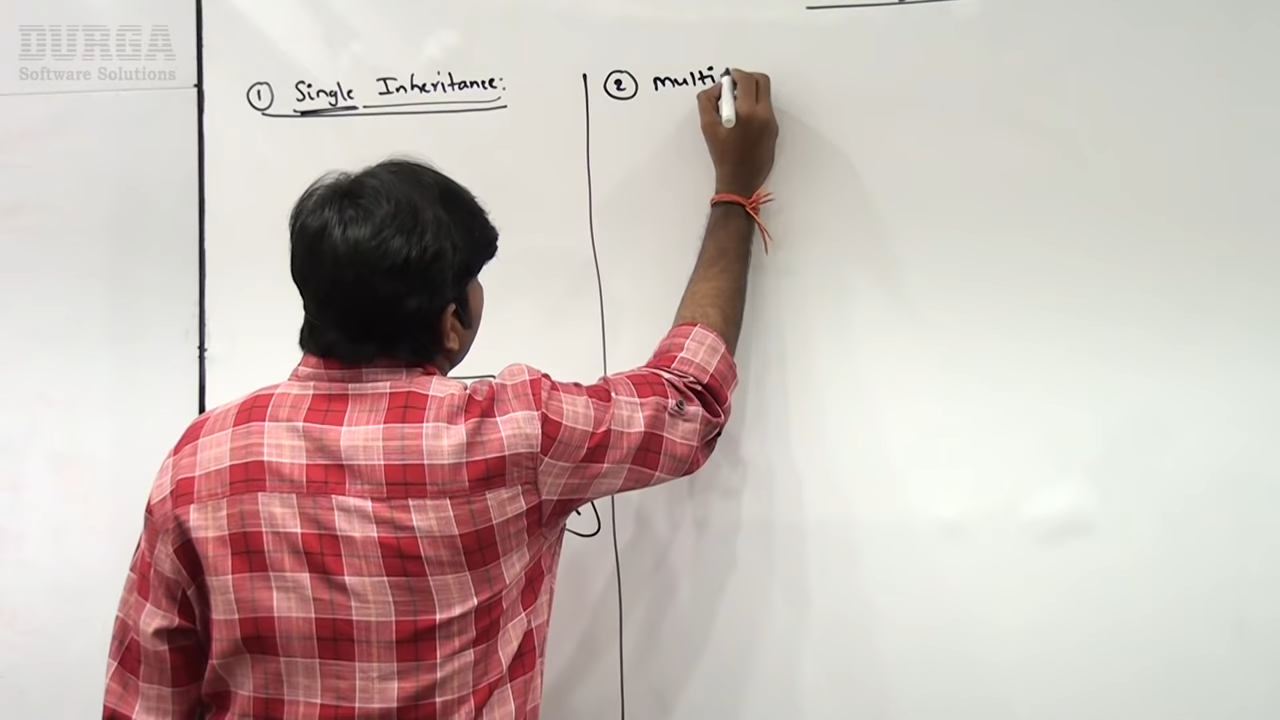 DURGA
Software Solutions
① Single Inheritance:
② multi